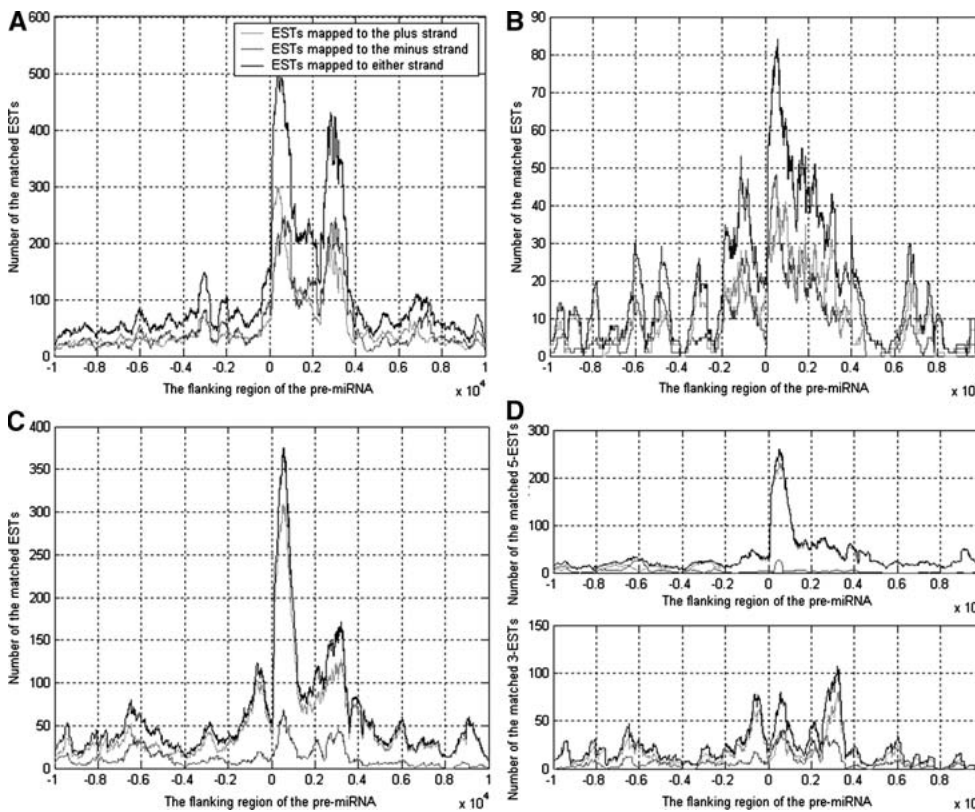 A
600
500
400
300
200
100
0
Number of the matched ESTs
ESTs mapped to the plus strand
ESTs mapped to the minus strand
ESTs mapped to either strand
-1 -0.8 -0.6 -0.4 -0.2 0 0.2 0.4 0.6 0.8 1
The flanking region of the pre-miRNA
x 10⁴
B
90
80
70
60
50
40
30
20
10
0
Number of the matched ESTs
-1 -0.8 -0.6 -0.4 -0.2 0 0.2 0.4 0.6 0.8
The flanking region of the pre-miRNA
x 10
C
400
350
300
250
200
150
100
50
0
Number of the matched ESTs
-1 -0.8 -0.6 -0.4 -0.2 0 0.2 0.4 0.6 0.8 1
The flanking region of the pre-miRNA
x 10⁴
D
300
200
100
0
Number of the matched 5-ESTs
-1 -0.8 -0.6 -0.4 -0.2 0 0.2 0.4 0.6 0.8
The flanking region of the pre-miRNA
x 10
150
100
50
0
Number of the matched 3-ESTs
-1 -0.8 -0.6 -0.4 -0.2 0 0.2 0.4 0.6 0.8
The flanking region of the pre-miRNA
x 10